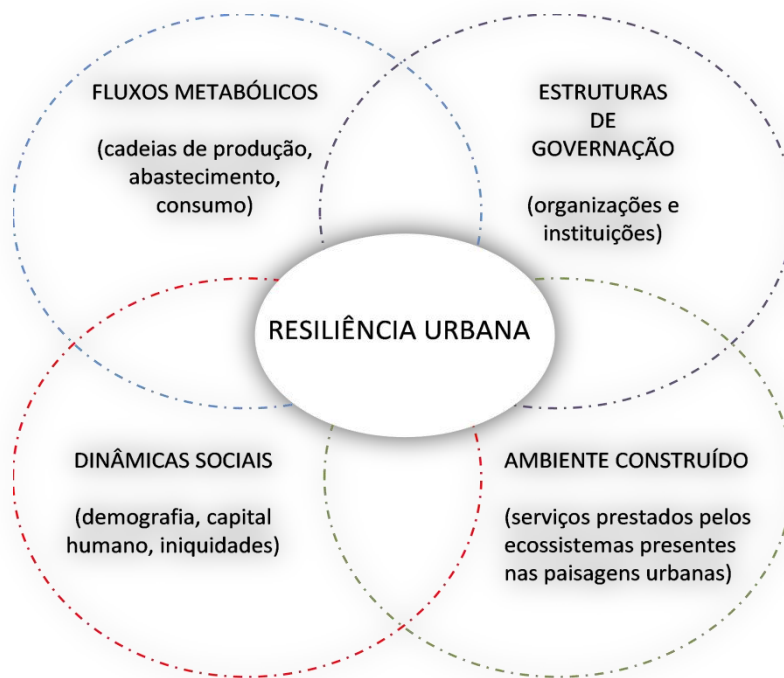 FLUXOS METABÓLICOS
(cadeias de produção,
abastecimento,
consumo)
ESTRUTURAS
DE
GOVERNAÇÃO
(organizações e
instituições)
RESILIÊNCIA URBANA
DINÂMICAS SOCIAIS
(demografia, capital
humano, iniquidades)
AMBIENTE CONSTRUÍDO
(serviços prestados pelos
ecossistemas presentes
nas paisagens urbanas)